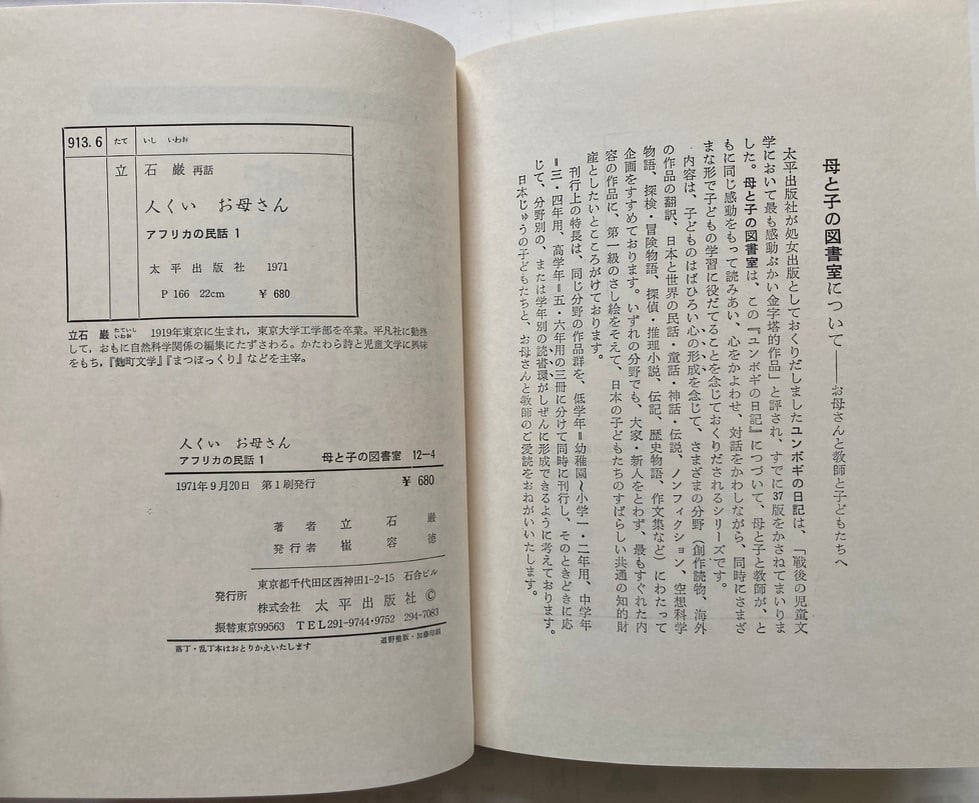 母と子の図書室について——お母さんと教師と子どもたちへ
太平出版社が処女出版としておくりだしましたユンボギの日記は、「戦後の児童文
学において最も感動ぶかい金字塔的作品」と評され、すでに37版をかさねてまいりま
した。母と子の図書室は、この『ユンボギの日記』につづいて、母と子と教師が、と
もに同じ感動をもって読みあい、心をかよわせ、対話をかわしながら、同時にさまざ
まな形で子どもの学習に役だてることを念じておくりだされるシリーズです。
内容は、子どものはばひろい心の形成を念じて、さまざまの分野（創作読物、海外
の作品の翻訳、日本と世界の民話・童話・神話・伝説、ノンフィクション、空想科学
物語、探検・冒険物語、探偵・推理小説、伝記、歴史物語、作文集など）にわたって
企画をすすめております。いずれの分野でも、大家・新人をとわず、最もすぐれた内
容の作品に、第一級のさし絵をそえて、日本の子どもたちのすばらしい共通の知的財
産としたいとこころがけております。
刊行上の特長は、同じ分野の作品群を、低学年＝幼稚園〜小学一・二年用、中学年
＝三・四年用、高学年＝五・六年用の三冊に分けて同時に刊行し、そのときどきに応
じて、分野別の、または学年別の読書環がしぜんに形成できるように考えております。
日本じゅうの子どもたちと、お母さんと教師のご愛読をおねがいいたします。
913.6 たて いし いわお
立 石 巌 再話
人くい お母さん
アフリカの民話 1
太平出版社 1971
P 166 22cm ￥ 680
立石 巌 たていし いわお 1919年東京に生まれ，東京大学工学部を卒業。平凡社に勤務
して，おもに自然科学関係の編集にたずさわる。かたわら詩と児童文学に興味
をもち，『麹町文学』『まつぼっくり』などを主宰。
人くい お母さん
アフリカの民話 1 母と子の図書室 12—4
1971年9月20日 第1刷発行 ￥ 680
著者 立石巌
発行者 崔容徳
発行所 東京都千代田区西神田1-2-15 石合ビル
株式会社 太平出版社 ©
振替東京99563 TEL291-9744・9752 294-7083
道野整版・加藤印刷
落丁・乱丁本はおとりかえいたします